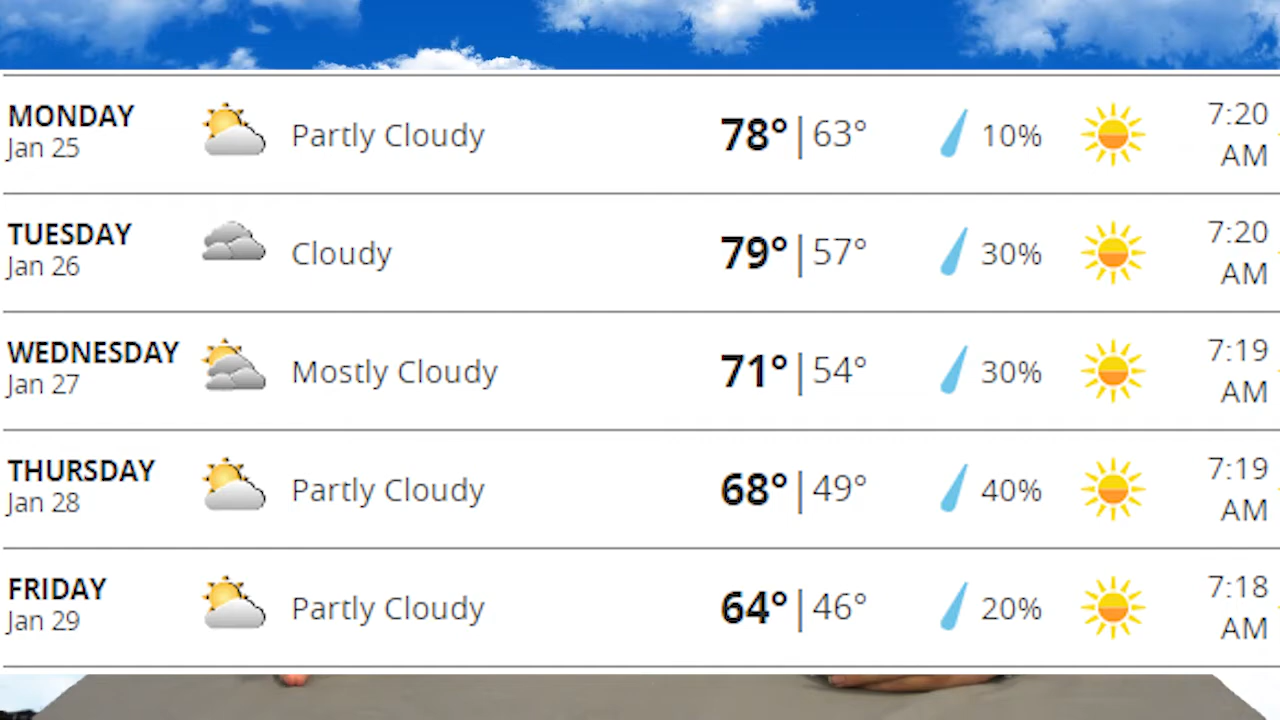 MONDAY
Jan 25
Partly Cloudy
78°|63°
10%
7:20
AM
TUESDAY
Jan 26
Cloudy
79°|57°
30%
7:20
AM
WEDNESDAY
Jan 27
Mostly Cloudy
71°|54°
30%
7:19
AM
THURSDAY
Jan 28
Partly Cloudy
68°|49°
40%
7:19
AM
FRIDAY
Jan 29
Partly Cloudy
64°|46°
20%
7:18
AM